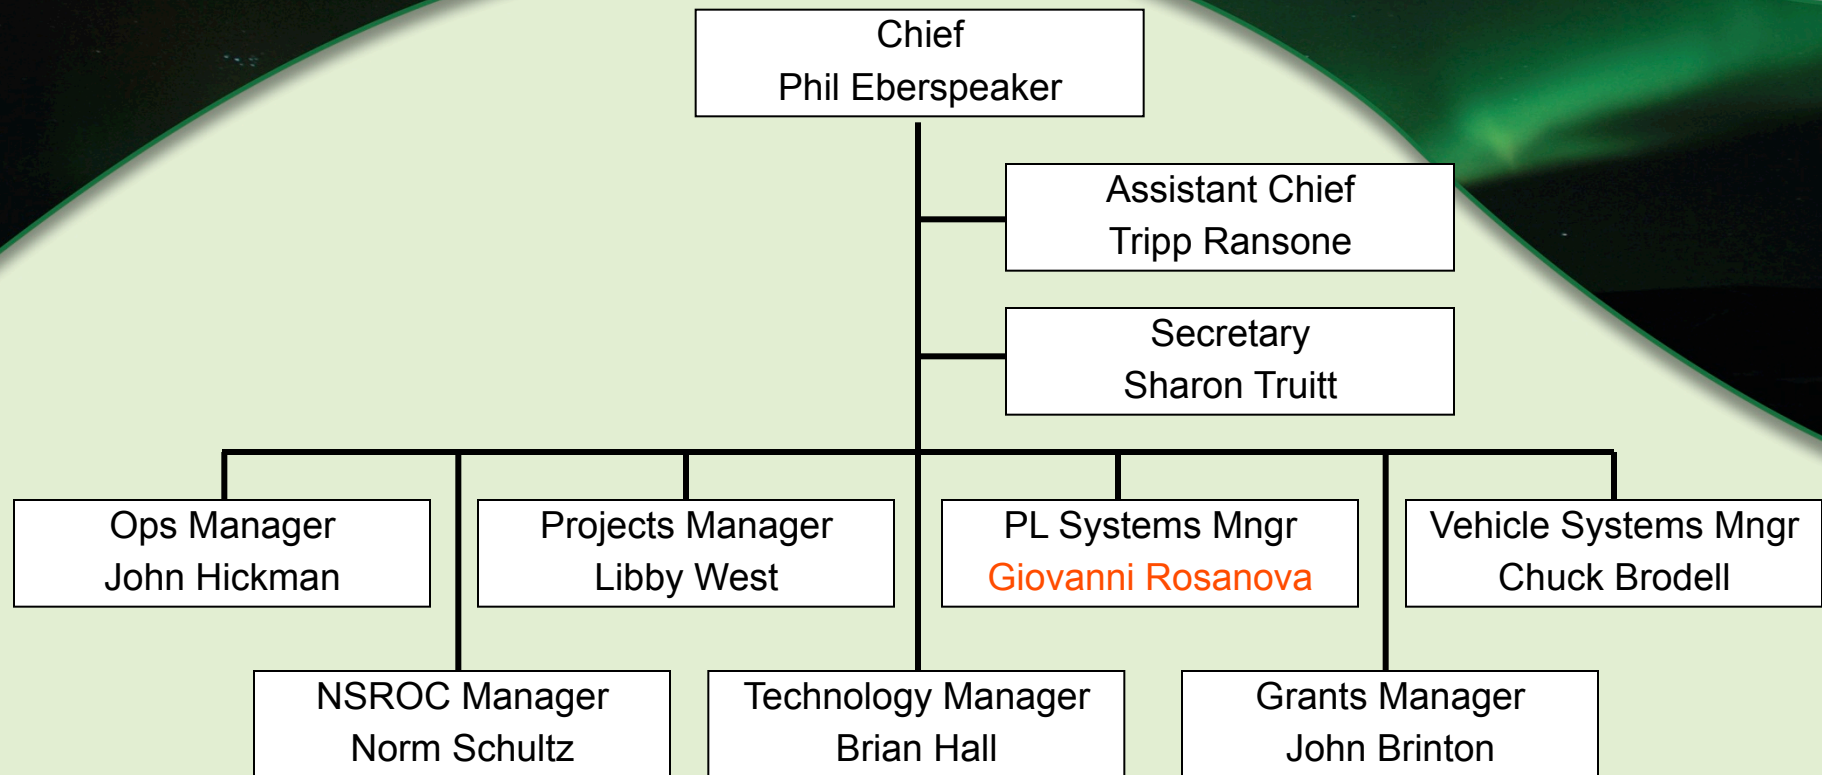 Chief
Phil Eberspeaker
Assistant Chief
Tripp Ransone
Secretary
Sharon Truitt
Ops Manager
John Hickman
Projects Manager
Libby West
PL Systems Mngr
Giovanni Rosanova
Vehicle Systems Mngr
Chuck Brodell
NSROC Manager
Norm Schultz
Technology Manager
Brian Hall
Grants Manager
John Brinton